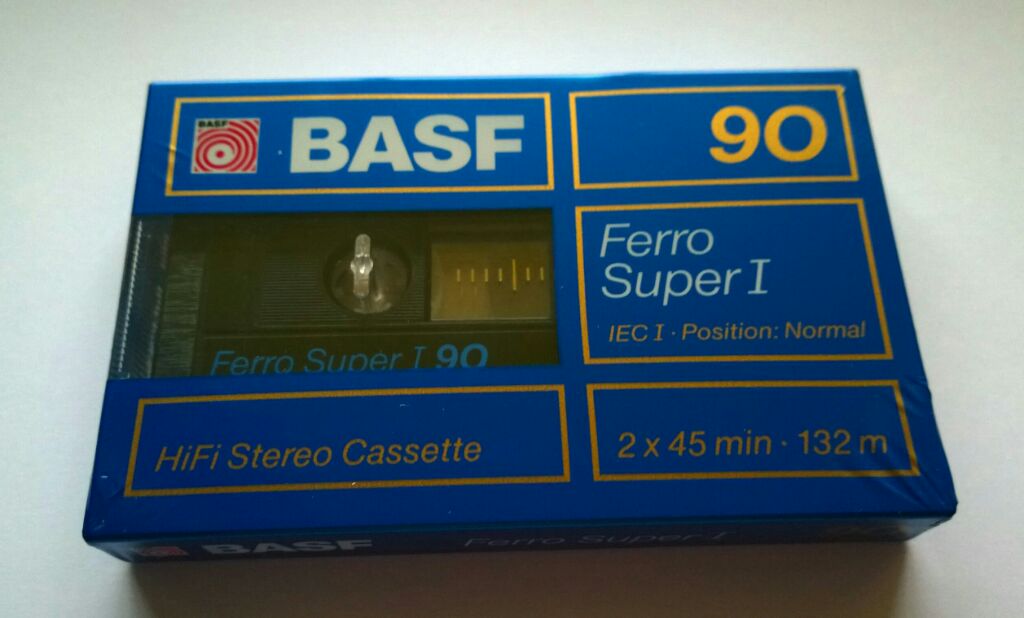 BASF
BASF
90
Ferro
Super I
IEC I · Position: Normal
Ferro Super I 90
HiFi Stereo Cassette
2 x 45 min · 132 m
BASF
Ferro Super I